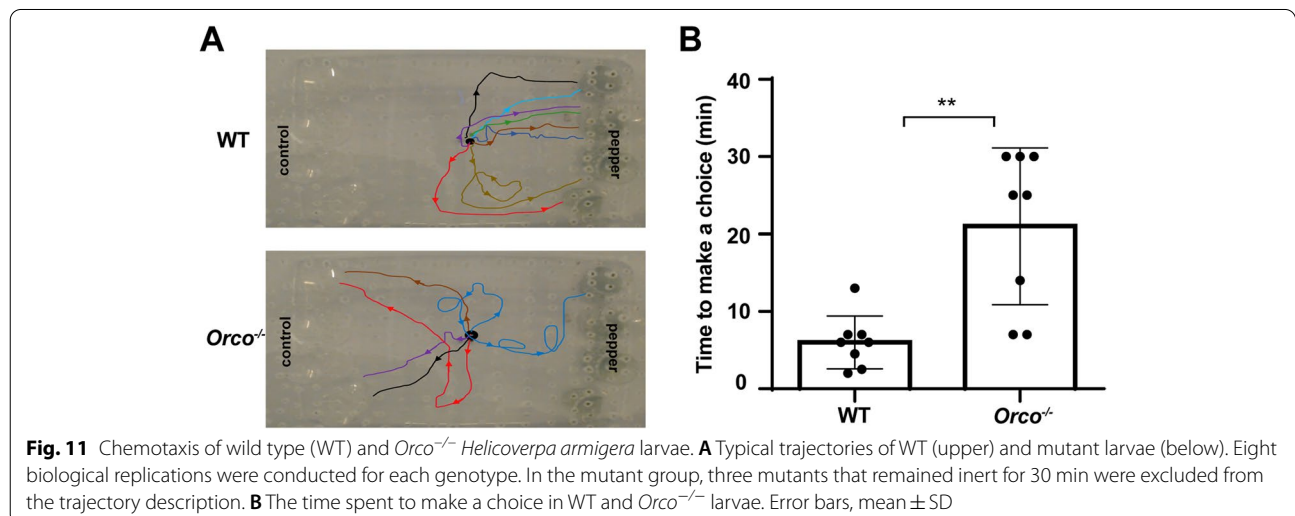 A
WT
control
pepper
Orco-/-
control
pepper
B
Time to make a choice (min)
40
30
20
10
0
**
WT
Orco-/-
Fig. 11 Chemotaxis of wild type (WT) and Orco−/− Helicoverpa armigera larvae. A Typical trajectories of WT (upper) and mutant larvae (below). Eight
biological replications were conducted for each genotype. In the mutant group, three mutants that remained inert for 30 min were excluded from
the trajectory description. B The time spent to make a choice in WT and Orco−/− larvae. Error bars, mean ± SD